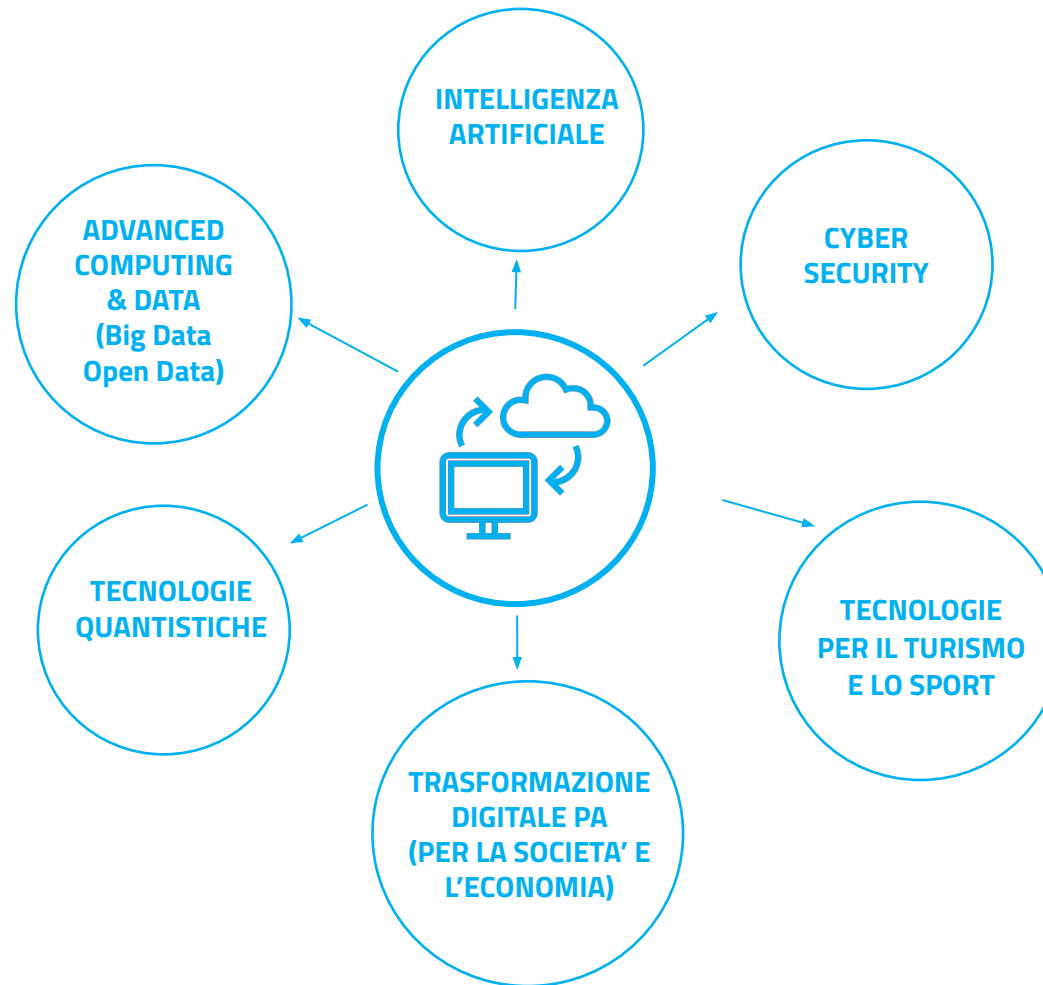 INTELLIGENZA
ARTIFICIALE
ADVANCED
COMPUTING
& DATA
(Big Data
Open Data)
CYBER
SECURITY
TECNOLOGIE
QUANTISTICHE
TECNOLOGIE
PER IL TURISMO
E LO SPORT
TRASFORMAZIONE
DIGITALE PA
(PER LA SOCIETA’ E
L’ECONOMIA)